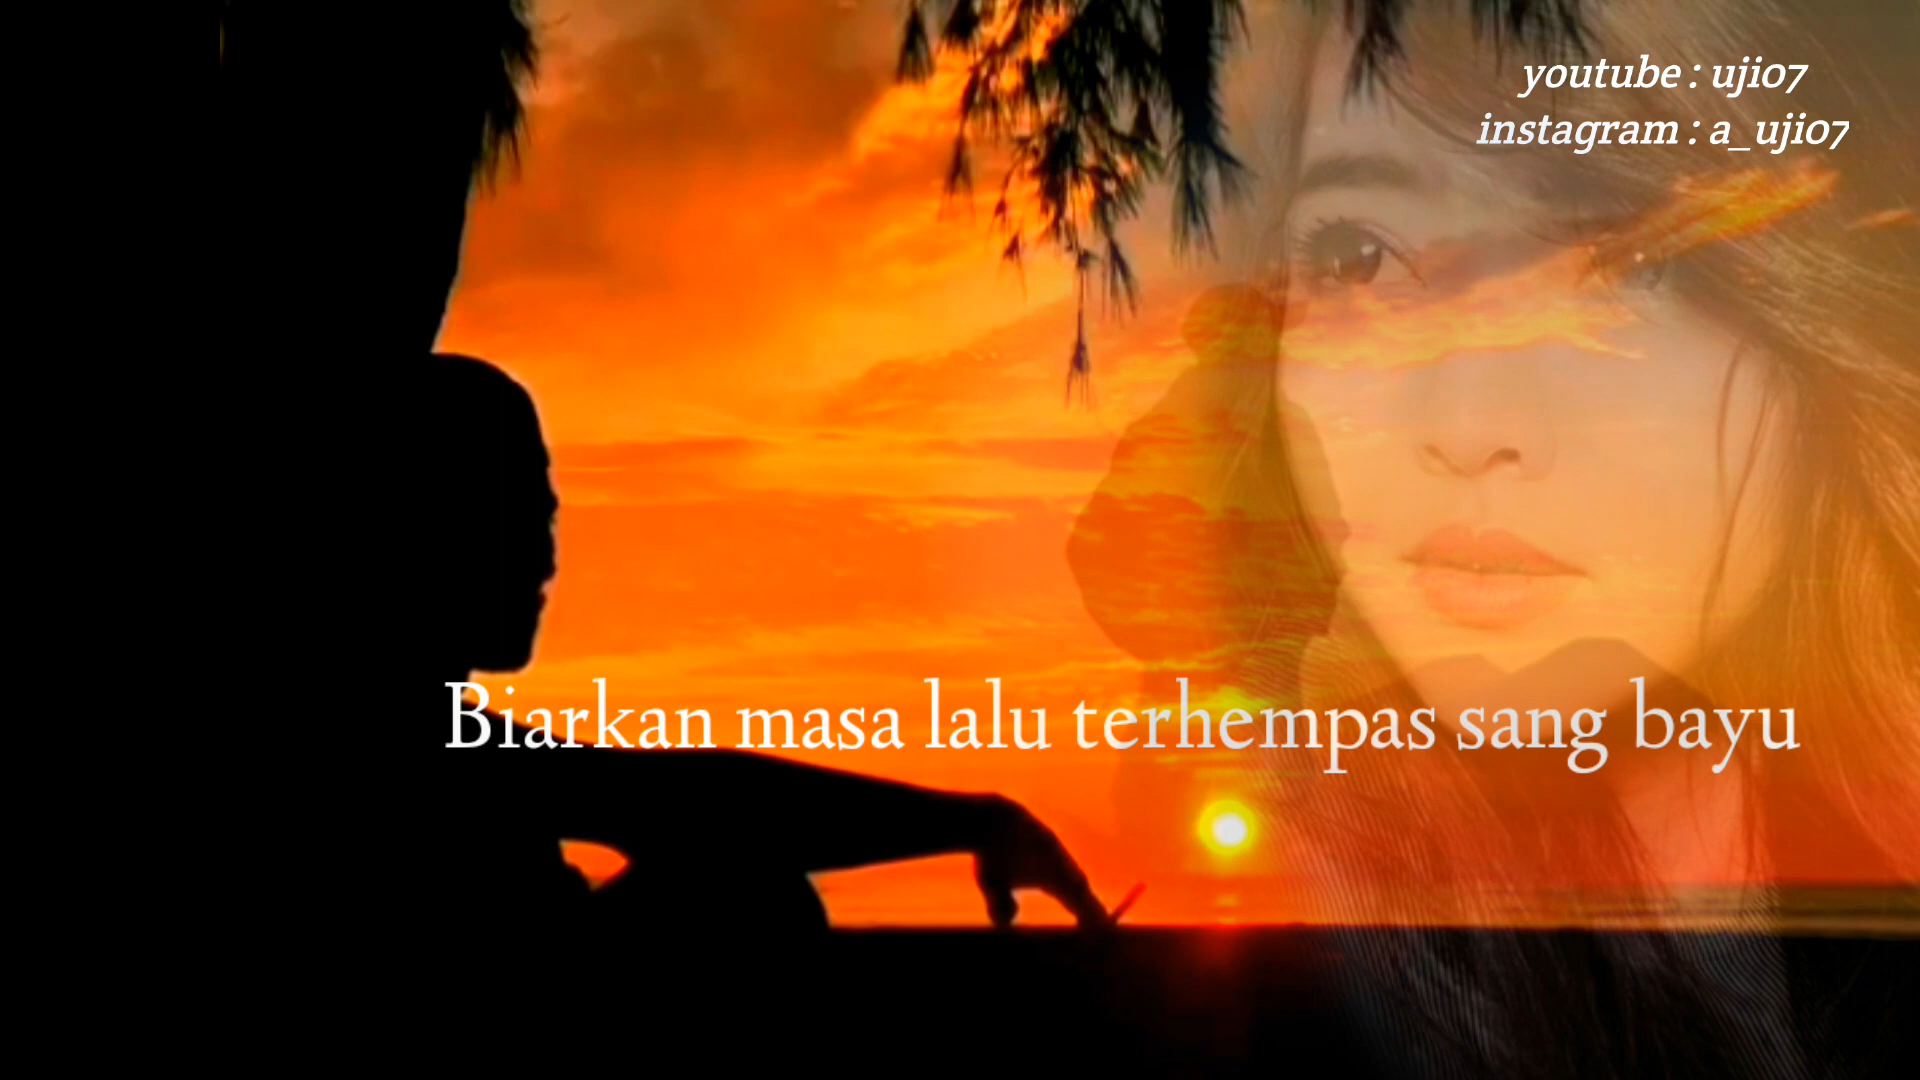 youtube : uji07
instagram : a_uji07
Biarkan masa lalu terhempas sang bayu